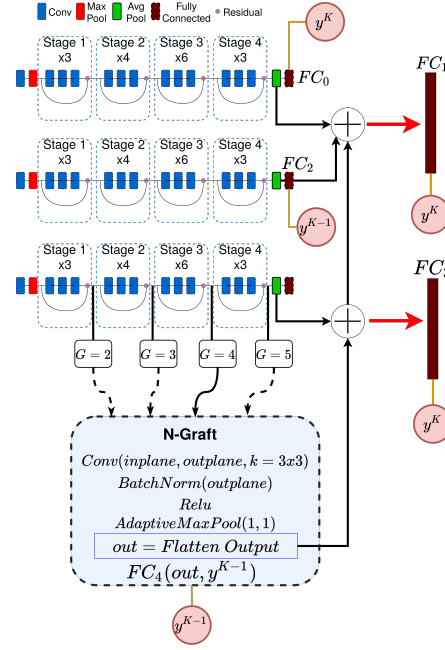 Conv
Max Pool
Avg Pool
Fully Connected
Residual
y^K
Stage 1 x3
Stage 2 x4
Stage 3 x6
Stage 4 x3
FC_0
FC_1
y^K
Stage 1 x3
Stage 2 x4
Stage 3 x6
Stage 4 x3
FC_2
y^{K-1}
Stage 1 x3
Stage 2 x4
Stage 3 x6
Stage 4 x3
y^K
G = 2
G = 3
G = 4
G = 5
N-Graft
Conv(inplane, outplane, k = 3x3)
BatchNorm(outplane)
Relu
AdaptiveMaxPool(1, 1)
out = Flatten Output
FC_4(out, y^{K-1})
y^{K-1}